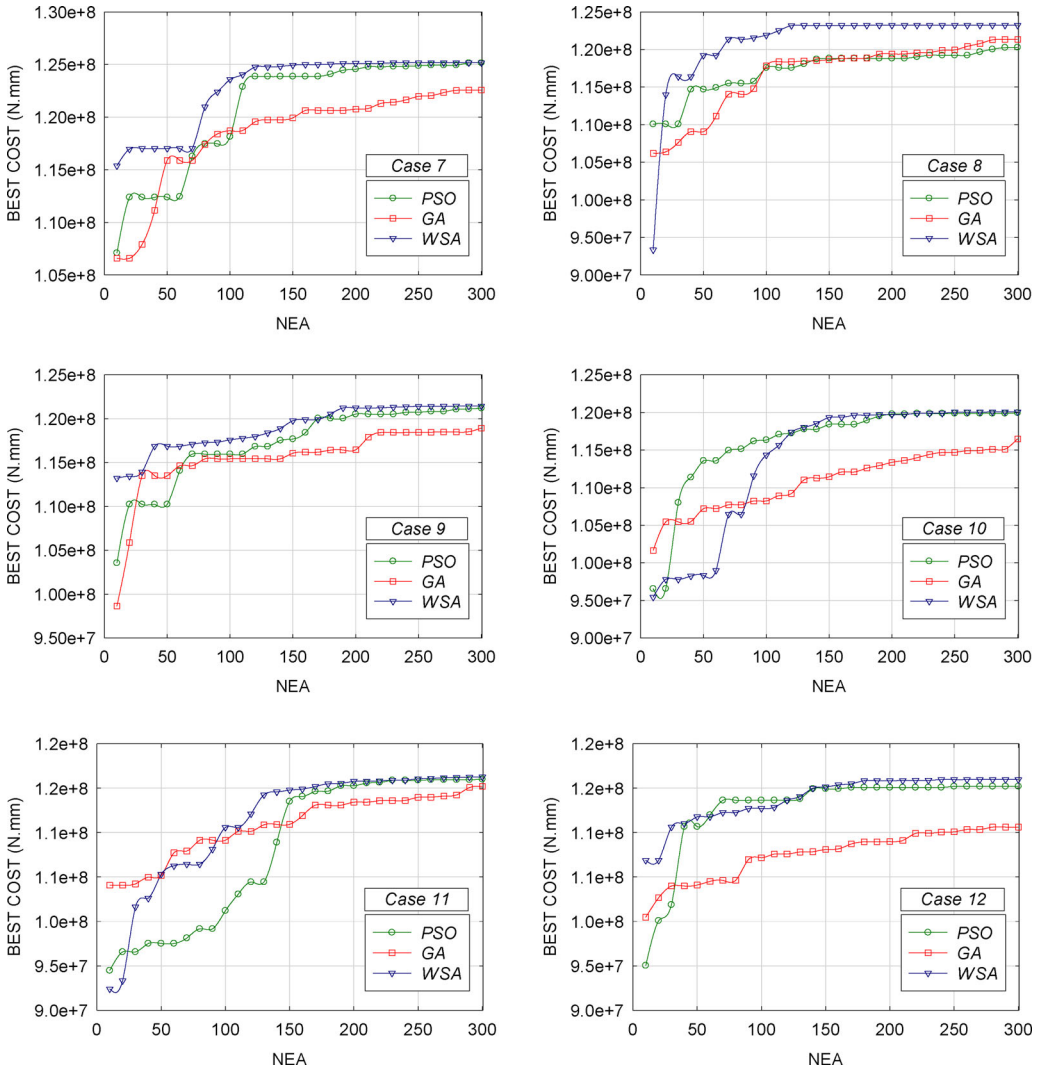 BEST COST (N.mm)
1.30e+8
1.25e+8
1.20e+8
1.15e+8
1.10e+8
1.05e+8
Case 7
PSO
GA
WSA
0 50 100 150 200 250 300
NEA
BEST COST (N.mm)
1.25e+8
1.20e+8
1.15e+8
1.10e+8
1.05e+8
1.00e+8
9.50e+7
9.00e+7
Case 8
PSO
GA
WSA
0 50 100 150 200 250 300
NEA
BEST COST (N.mm)
1.25e+8
1.20e+8
1.15e+8
1.10e+8
1.05e+8
1.00e+8
9.50e+7
Case 9
PSO
GA
WSA
0 50 100 150 200 250 300
NEA
BEST COST (N.mm)
1.25e+8
1.20e+8
1.15e+8
1.10e+8
1.05e+8
1.00e+8
9.50e+7
9.00e+7
Case 10
PSO
GA
WSA
0 50 100 150 200 250 300
NEA
BEST COST (N.mm)
1.2e+8
1.2e+8
1.1e+8
1.1e+8
1.0e+8
9.5e+7
9.0e+7
Case 11
PSO
GA
WSA
0 50 100 150 200 250 300
NEA
BEST COST (N.mm)
1.2e+8
1.2e+8
1.1e+8
1.1e+8
1.0e+8
9.5e+7
9.0e+7
Case 12
PSO
GA
WSA
0 50 100 150 200 250 300
NEA